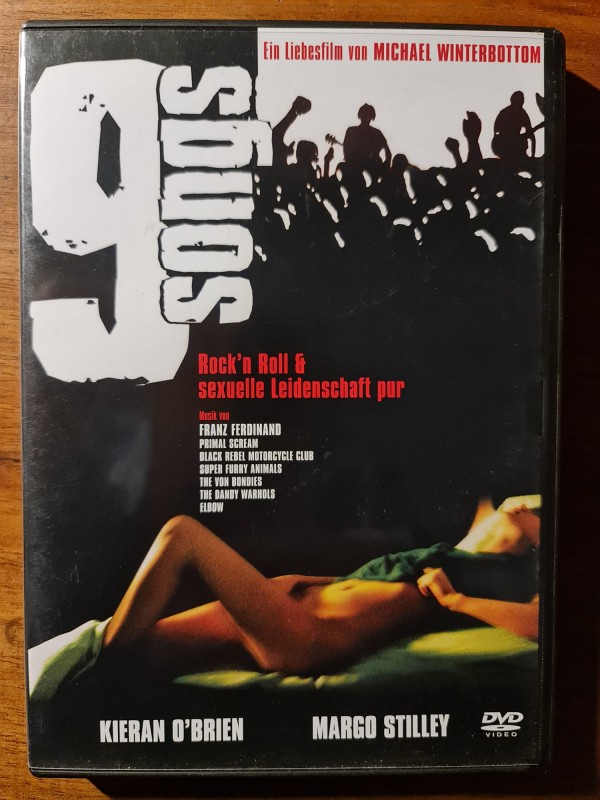 Ein Liebesfilm von MICHAEL WINTERBOTTOM
9 songs
Rock'n Roll &
sexuelle Leidenschaft pur
Musik von
FRANZ FERDINAND
PRIMAL SCREAM
BLACK REBEL MOTORCYCLE CLUB
SUPER FURRY ANIMALS
THE VON BONDIES
THE DANDY WARHOLS
ELBOW
KIERAN O'BRIEN
MARGO STILLEY
DVD
VIDEO